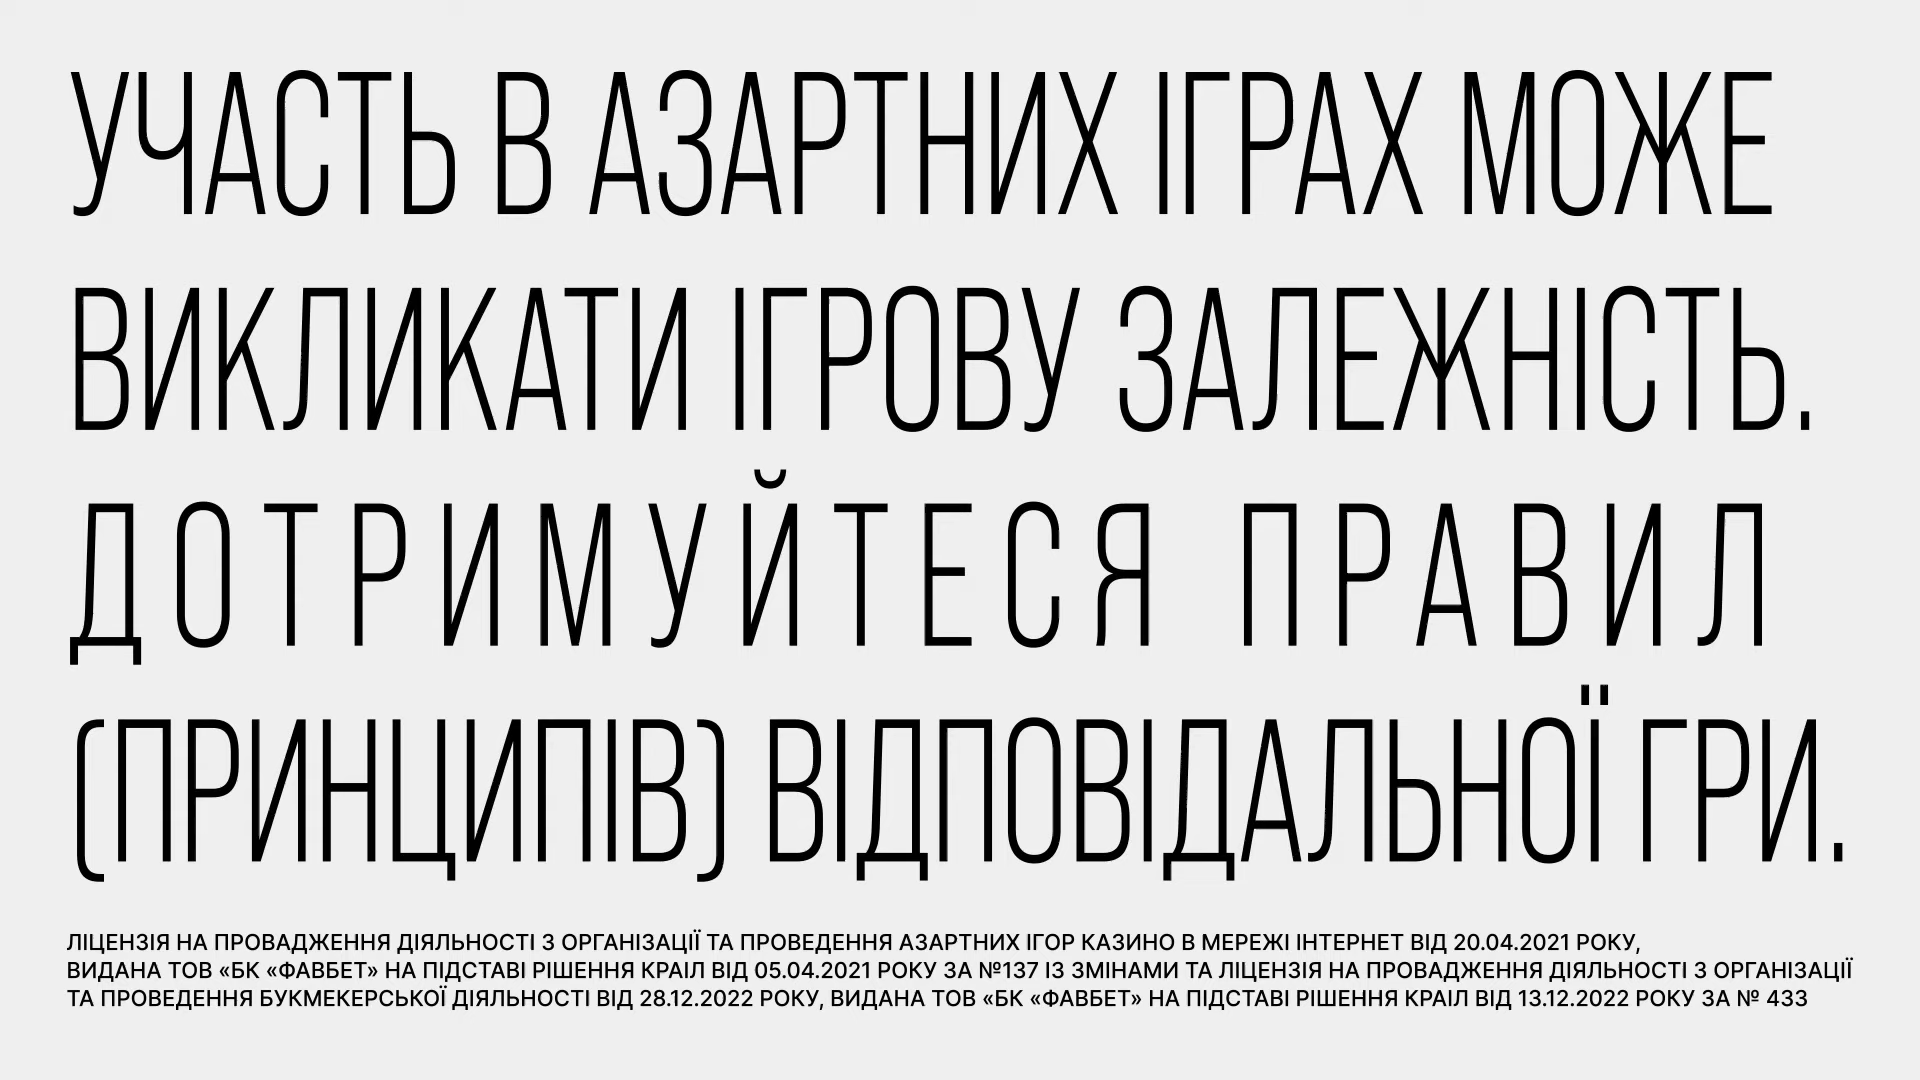 УЧАСТЬ В АЗАРТНИХ ІГРАХ МОЖЕ
ВИКЛИКАТИ ІГРОВУ ЗАЛЕЖНІСТЬ.
ДОТРИМУЙТЕСЯ ПРАВИЛ
(ПРИНЦИПІВ) ВІДПОВІДАЛЬНОЇ ГРИ.
ЛІЦЕНЗІЯ НА ПРОВАДЖЕННЯ ДІЯЛЬНОСТІ З ОРГАНІЗАЦІЇ ТА ПРОВЕДЕННЯ АЗАРТНИХ ІГОР КАЗИНО В МЕРЕЖІ ІНТЕРНЕТ ВІД 20.04.2021 РОКУ,
ВИДАНА ТОВ «БК «ФАВБЕТ» НА ПІДСТАВІ РІШЕННЯ КРАІЛ ВІД 05.04.2021 РОКУ ЗА №137 ІЗ ЗМІНАМИ ТА ЛІЦЕНЗІЯ НА ПРОВАДЖЕННЯ ДІЯЛЬНОСТІ З ОРГАНІЗАЦІЇ
ТА ПРОВЕДЕННЯ БУКМЕКЕРСЬКОЇ ДІЯЛЬНОСТІ ВІД 28.12.2022 РОКУ, ВИДАНА ТОВ «БК «ФАВБЕТ» НА ПІДСТАВІ РІШЕННЯ КРАІЛ ВІД 13.12.2022 РОКУ ЗА № 433